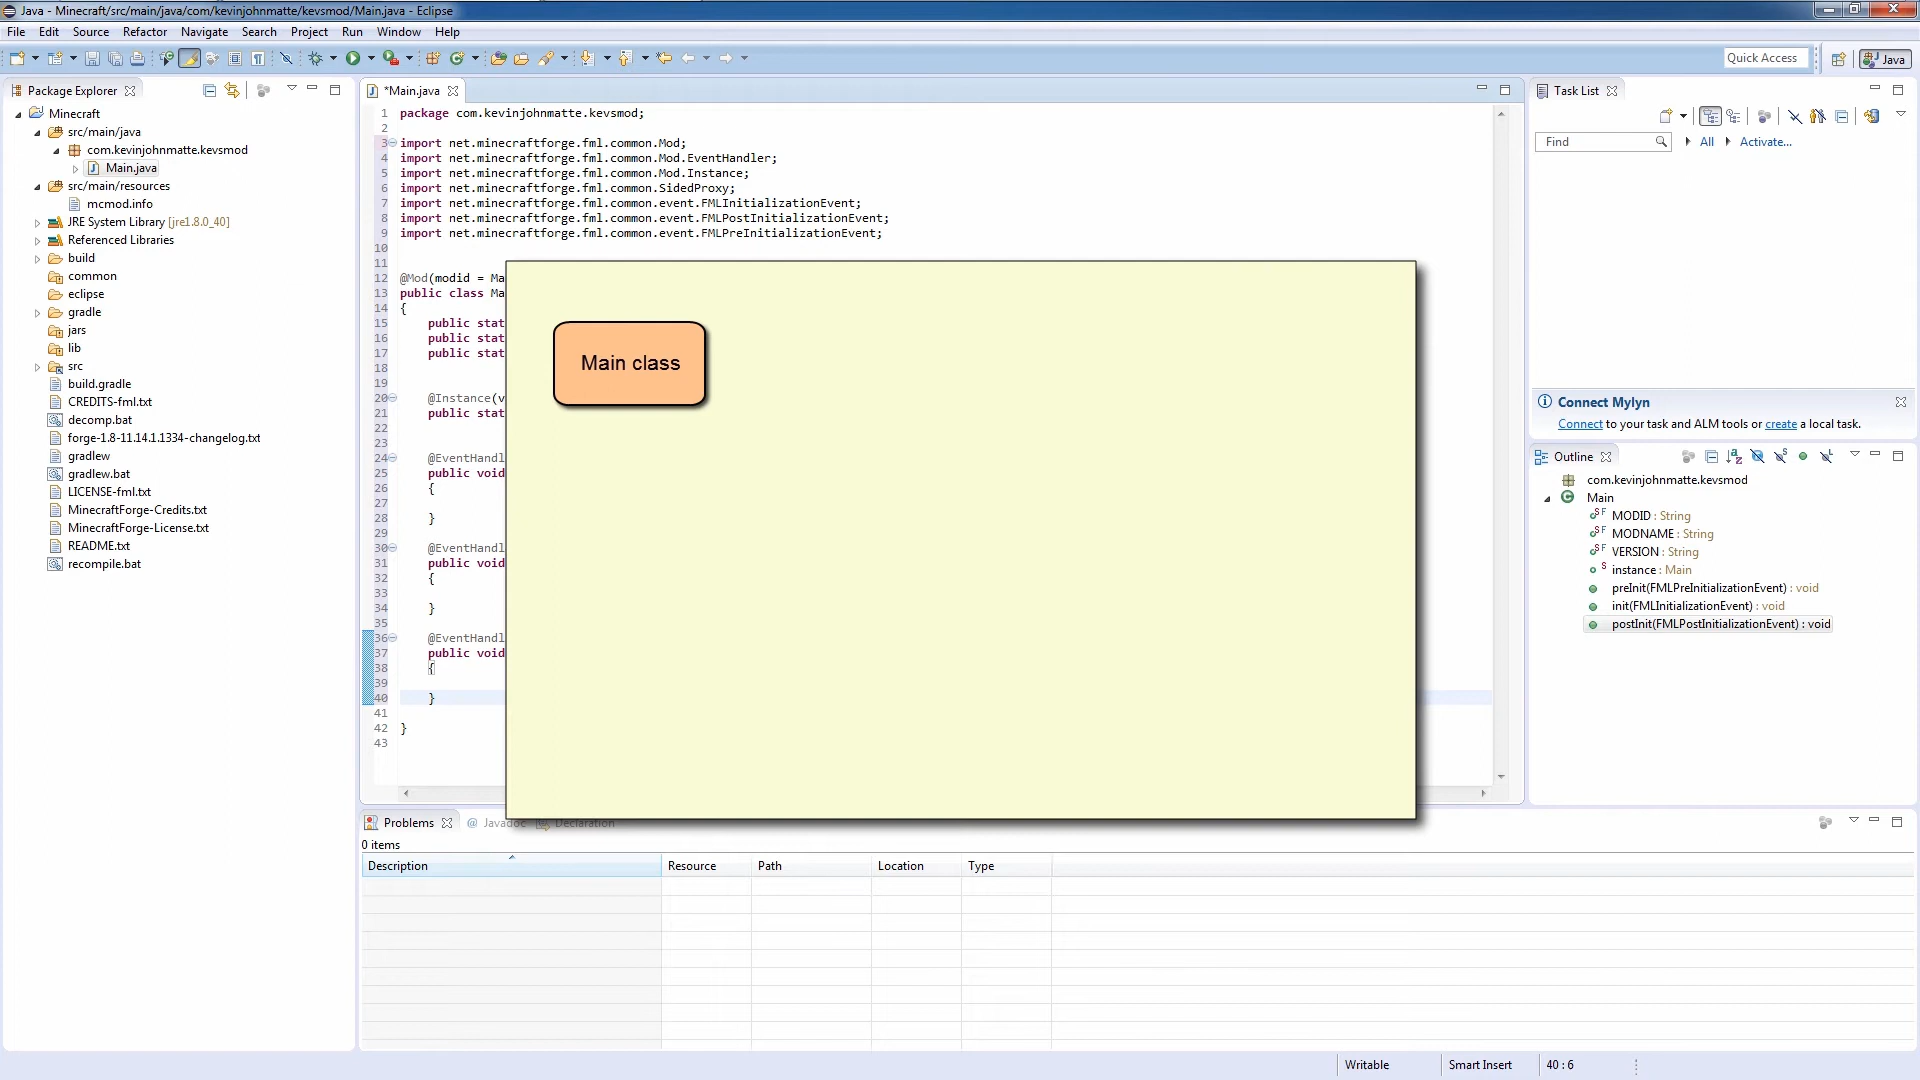 Java - Minecraft/src/main/java/com/kevinjohnmatte/kevsmod/Main.java - Eclipse
File Edit Source Refactor Navigate Search Project Run Window Help
Quick Access
Java
Package Explorer
Minecraft
src/main/java
com.kevinjohnmatte.kevsmod
Main.java
src/main/resources
mcmod.info
JRE System Library [jre1.8.0_40]
Referenced Libraries
build
common
eclipse
gradle
jars
lib
src
build.gradle
CREDITS-fml.txt
decomp.bat
forge-1.8-11.14.1.1334-changelog.txt
gradlew
gradlew.bat
LICENSE-fml.txt
MinecraftForge-Credits.txt
MinecraftForge-License.txt
README.txt
recompile.bat
*Main.java
1 package com.kevinjohnmatte.kevsmod;
2
3 import net.minecraftforge.fml.common.Mod;
4 import net.minecraftforge.fml.common.Mod.EventHandler;
5 import net.minecraftforge.fml.common.Mod.Instance;
6 import net.minecraftforge.fml.common.SidedProxy;
7 import net.minecraftforge.fml.common.event.FMLInitializationEvent;
8 import net.minecraftforge.fml.common.event.FMLPostInitializationEvent;
9 import net.minecraftforge.fml.common.event.FMLPreInitializationEvent;
10
11
12 @Mod(modid = Ma
13 public class Ma
14 {
15 public stat
16 public stat
17 public stat
18
19
20 @Instance(v
21 public stat
22
23
24 @EventHandl
25 public void
26 {
27
28 }
29
30 @EventHandl
31 public void
32 {
33
34 }
35
36 @EventHandl
37 public void
38 {
39
40 }
41
42 }
43
Main class
Task List
Find
All
Activate...
Connect Mylyn
Connect to your task and ALM tools or create a local task.
Outline
com.kevinjohnmatte.kevsmod
Main
MODID : String
MODNAME : String
VERSION : String
instance : Main
preInit(FMLPreInitializationEvent) : void
init(FMLInitializationEvent) : void
postInit(FMLPostInitializationEvent) : void
Problems @ Javadoc Declaration
0 items
Description Resource Path Location Type
Writable Smart Insert 40 : 6